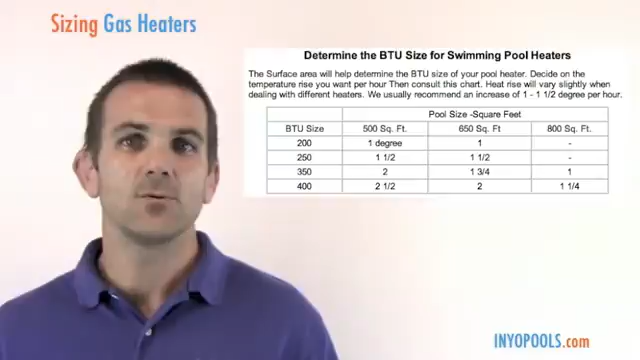 Sizing Gas Heaters
Determine the BTU Size for Swimming Pool Heaters
The Surface area will help determine the BTU size of your pool heater. Decide on the
temperature rise you want per hour Then consult this chart. Heat rise will vary slightly when
dealing with different heaters. We usually recommend an increase of 1 - 1 1/2 degree per hour.
Pool Size -Square Feet
BTU Size 500 Sq. Ft. 650 Sq. Ft 800 Sq. Ft.
200 1 degree 1 -
250 1 1/2 1 1/2 -
350 2 1 3/4 1
400 2 1/2 2 1 1/4
INYOPOOLS.com